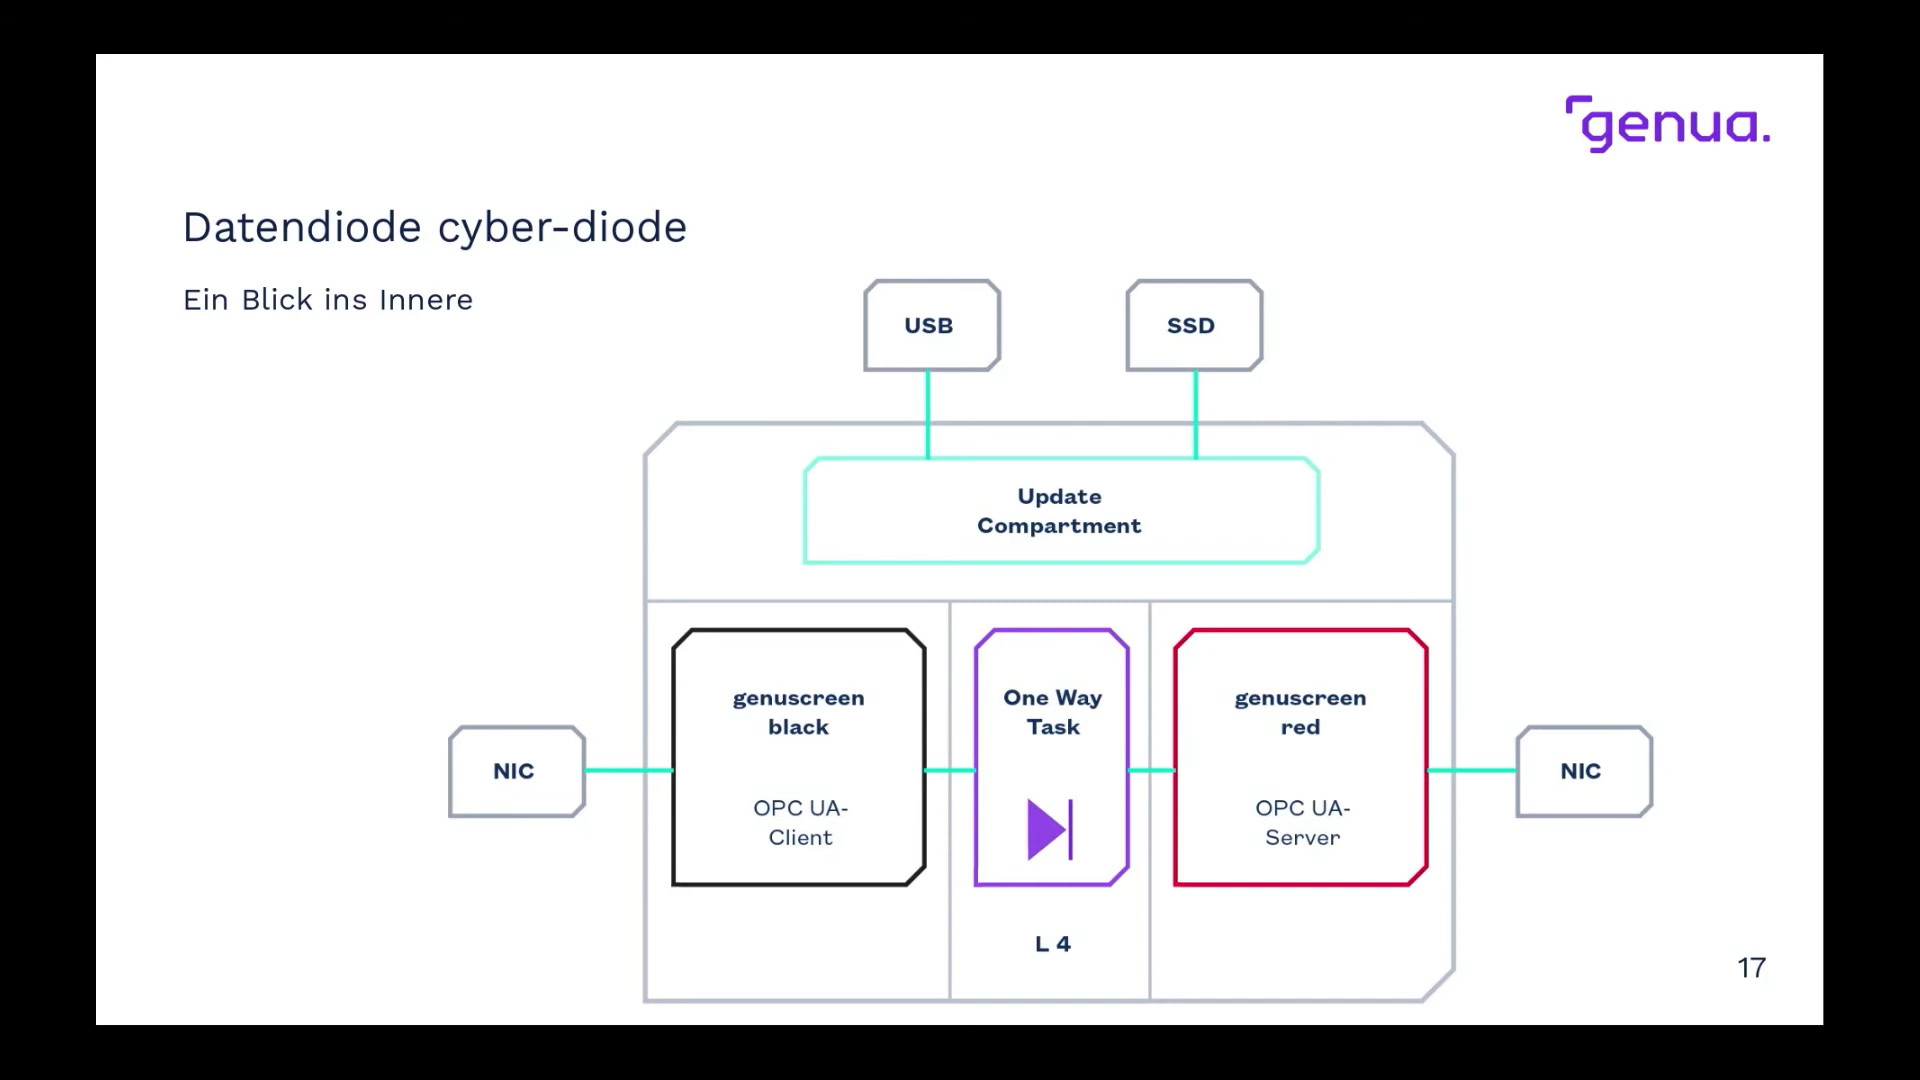 genua.
Datendiode cyber-diode
Ein Blick ins Innere
USB
SSD
Update
Compartment
genuscreen
black
OPC UA-
Client
One Way
Task
L 4
genuscreen
red
OPC UA-
Server
NIC
NIC
17